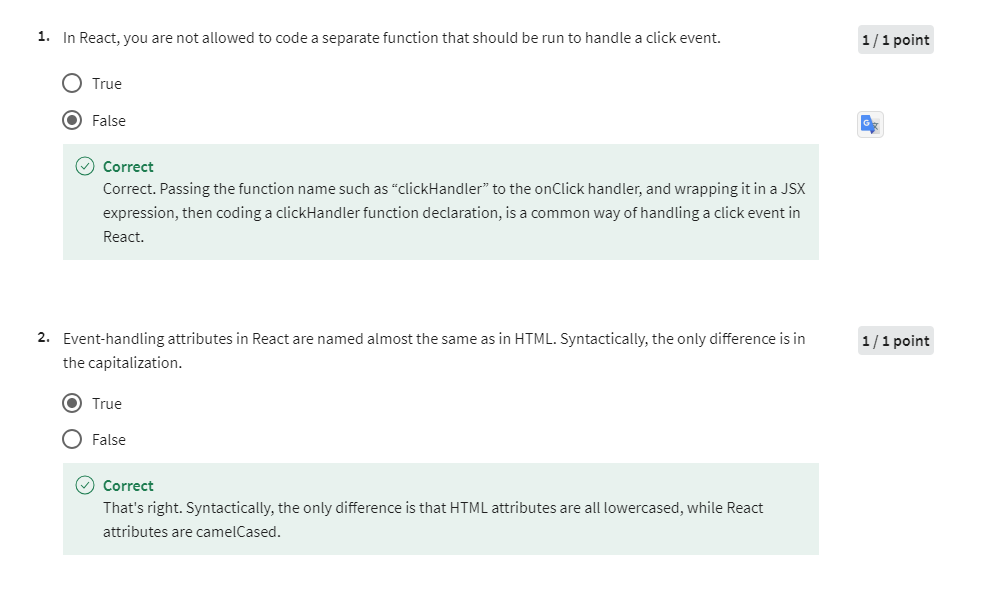 1. In React, you are not allowed to code a separate function that should be run to handle a click event.
1 / 1 point
True
False
Correct
Correct. Passing the function name such as “clickHandler” to the onClick handler, and wrapping it in a JSX
expression, then coding a clickHandler function declaration, is a common way of handling a click event in
React.
2. Event-handling attributes in React are named almost the same as in HTML. Syntactically, the only difference is in
the capitalization.
1 / 1 point
True
False
Correct
That's right. Syntactically, the only difference is that HTML attributes are all lowercased, while React
attributes are camelCased.